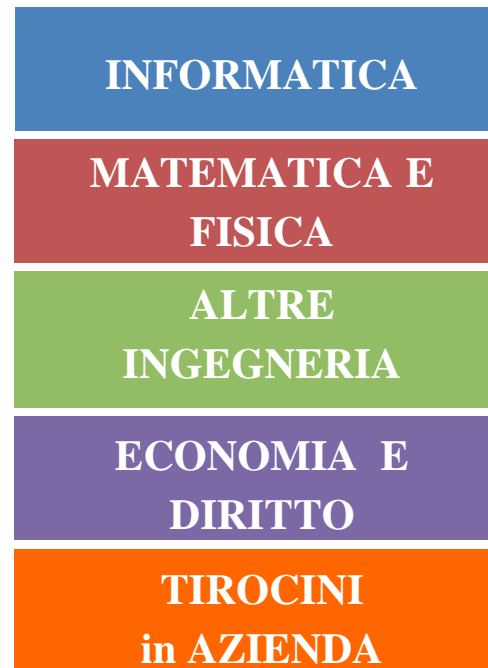 INFORMATICA
MATEMATICA E
FISICA
ALTRE
INGEGNERIA
ECONOMIA E
DIRITTO
TIROCINI
in AZIENDA